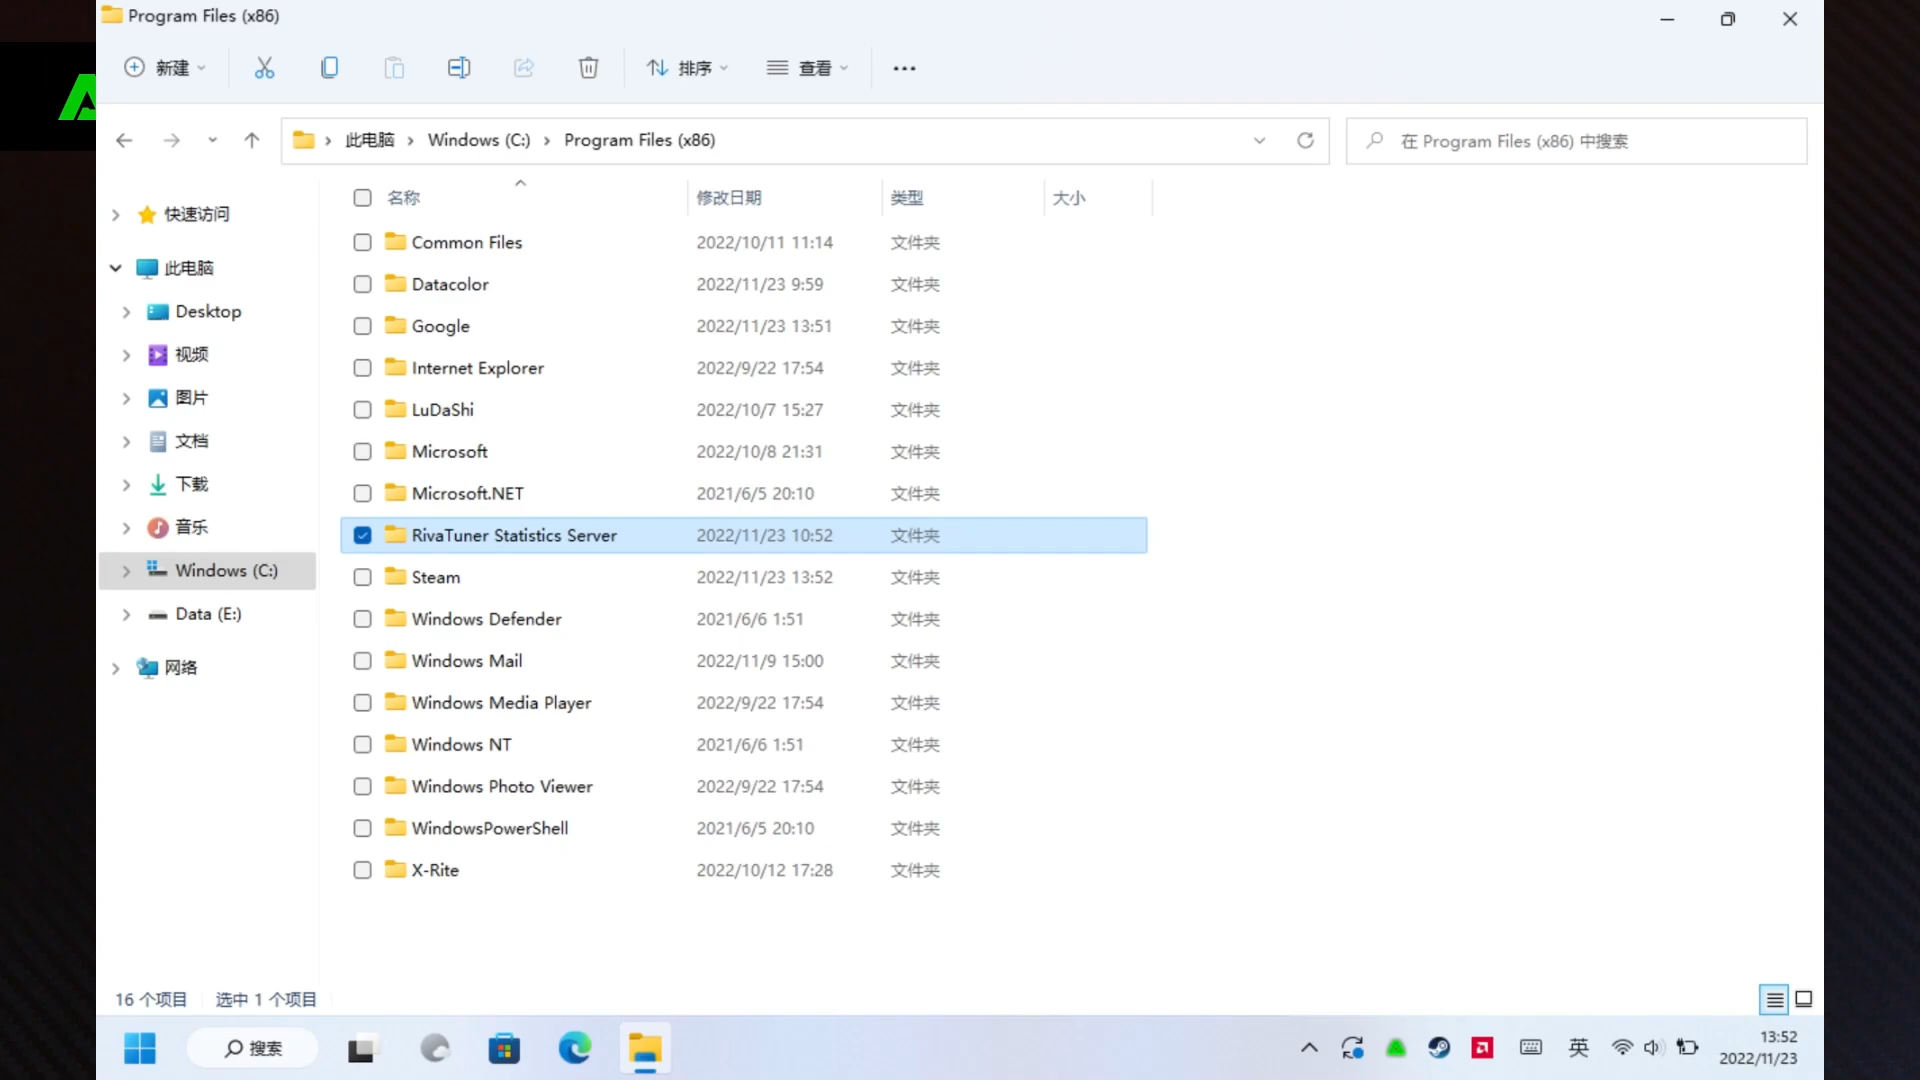 Program Files (x86)
新建
排序
查看
此电脑 › Windows (C:) › Program Files (x86)
在 Program Files (x86) 中搜索
名称 修改日期 类型 大小
快速访问
此电脑
Desktop
视频
图片
文档
下载
音乐
Windows (C:)
Data (E:)
网络
Common Files 2022/10/11 11:14 文件夹
Datacolor 2022/11/23 9:59 文件夹
Google 2022/11/23 13:51 文件夹
Internet Explorer 2022/9/22 17:54 文件夹
LuDaShi 2022/10/7 15:27 文件夹
Microsoft 2022/10/8 21:31 文件夹
Microsoft.NET 2021/6/5 20:10 文件夹
RivaTuner Statistics Server 2022/11/23 10:52 文件夹
Steam 2022/11/23 13:52 文件夹
Windows Defender 2021/6/6 1:51 文件夹
Windows Mail 2022/11/9 15:00 文件夹
Windows Media Player 2022/9/22 17:54 文件夹
Windows NT 2021/6/6 1:51 文件夹
Windows Photo Viewer 2022/9/22 17:54 文件夹
WindowsPowerShell 2021/6/5 20:10 文件夹
X-Rite 2022/10/12 17:28 文件夹
16 个项目 选中 1 个项目
搜索
英
13:52
2022/11/23